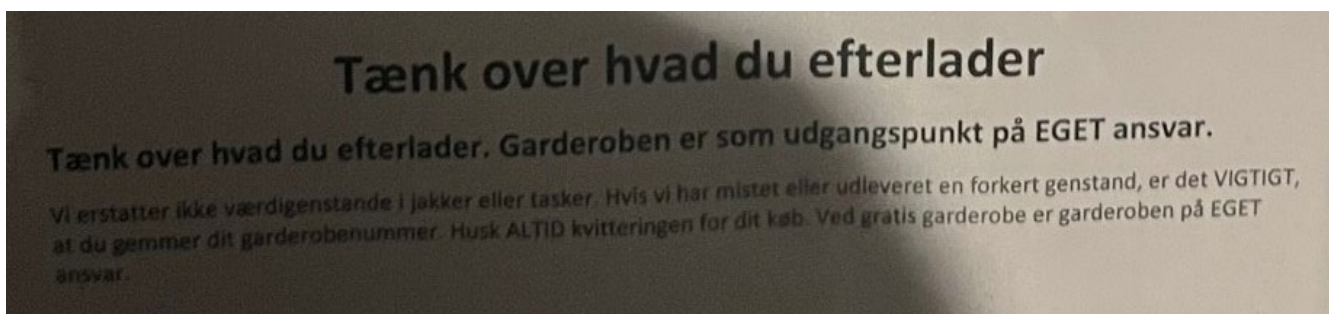 Tænk over hvad du efterlader
Tænk over hvad du efterlader. Garderoben er som udgangspunkt på EGET ansvar.
Vi erstatter ikke værdigenstande i jakker eller tasker. Hvis vi har mistet eller udleveret en forkert genstand, er det VIGTIGT,
at du gemmer dit garderobenummer. Husk ALTID kvitteringen for dit køb. Ved gratis garderobe er garderoben på EGET
ansvar.